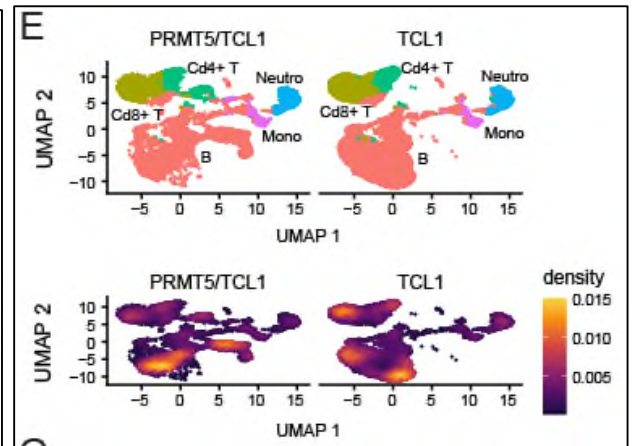 E
PRMT5/TCL1 TCL1
Cd4+ T Cd4+ T
Neutro Neutro
Cd8+ T Cd8+ T
Mono Mono
B B
UMAP 2
10
5
0
−5
−10
−5 0 5 10 15 −5 0 5 10 15
UMAP 1
PRMT5/TCL1 TCL1
density
UMAP 2
10
5
0
−5
−10
0.015
0.010
0.005
−5 0 5 10 15 −5 0 5 10 15
UMAP 1